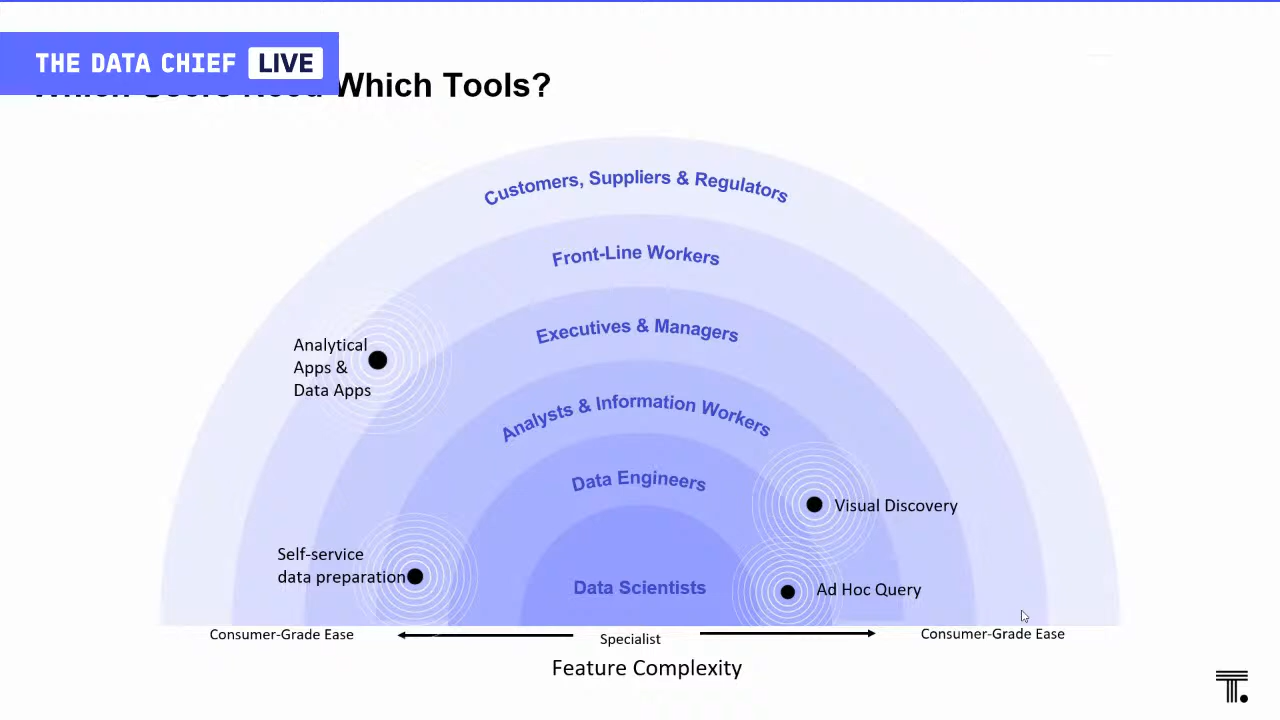 THE DATA CHIEF LIVE
Which Tools?
Customers, Suppliers & Regulators
Front-Line Workers
Executives & Managers
Analytical
Apps &
Data Apps
Analysts & Information Workers
Data Engineers
Visual Discovery
Self-service
data preparation
Data Scientists
Ad Hoc Query
Consumer-Grade Ease
Specialist
Consumer-Grade Ease
Feature Complexity